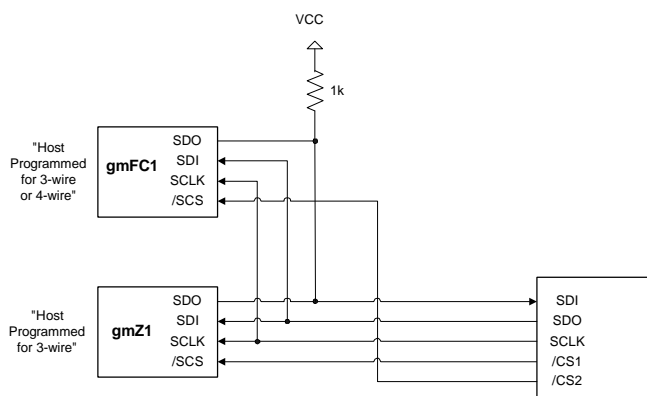 VCC
1k
"Host
Programmed
for 3-wire
or 4-wire"
gmFC1
SDO
SDI
SCLK
/SCS
"Host
Programmed
for 3-wire"
gmZ1
SDO
SDI
SCLK
/SCS
SDI
SDO
SCLK
/CS1
/CS2